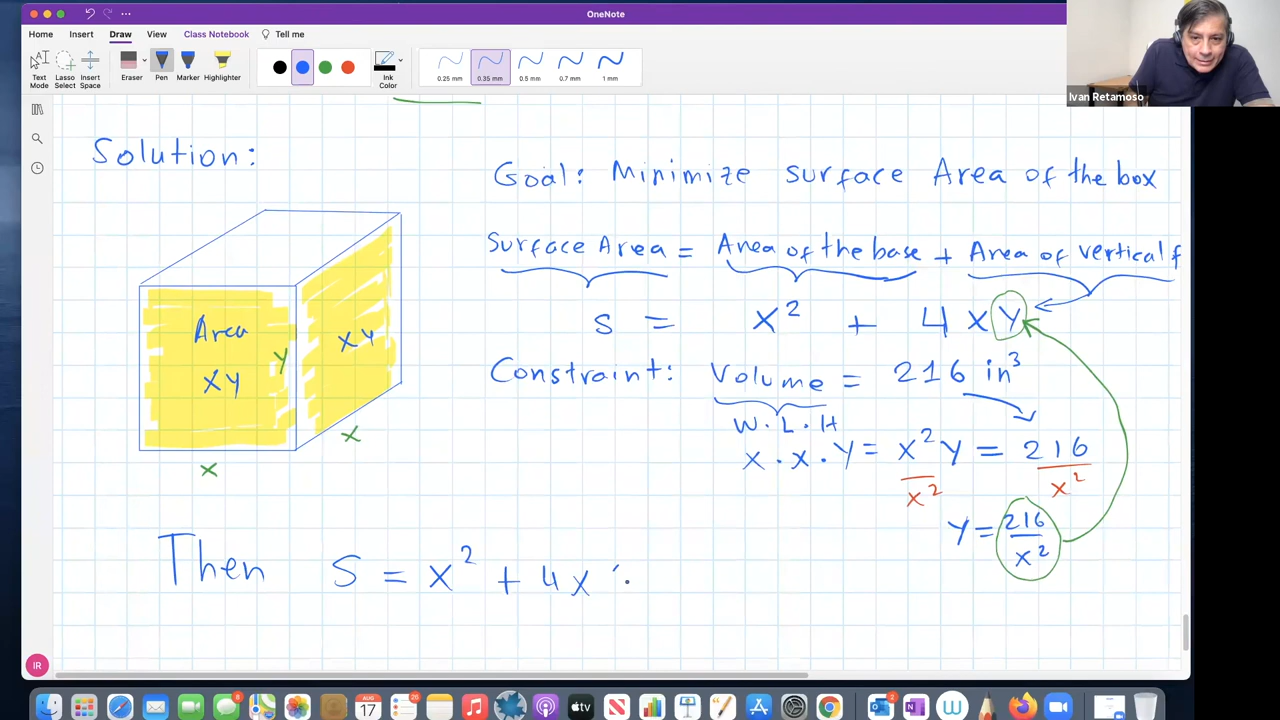 OneNote
Home Insert Draw View Class Notebook Tell me
Text Mode Lasso Select Insert Space Eraser Pen Marker Highlighter Ink Color 0.25 mm 0.35 mm 0.5 mm 0.7 mm 1 mm
Ivan Retamoso
Solution:
Goal: Minimize surface Area of the box
Surface Area = Area of the base + Area of vertical f
S = x² + 4xy
Area
xy
y
xy
x
x
Constraint: Volume = 216 in³
W.L.H
x.x.y = x²y = 216
x² x²
y = 216
x²
Then S = x² + 4x
IR
AUG
17